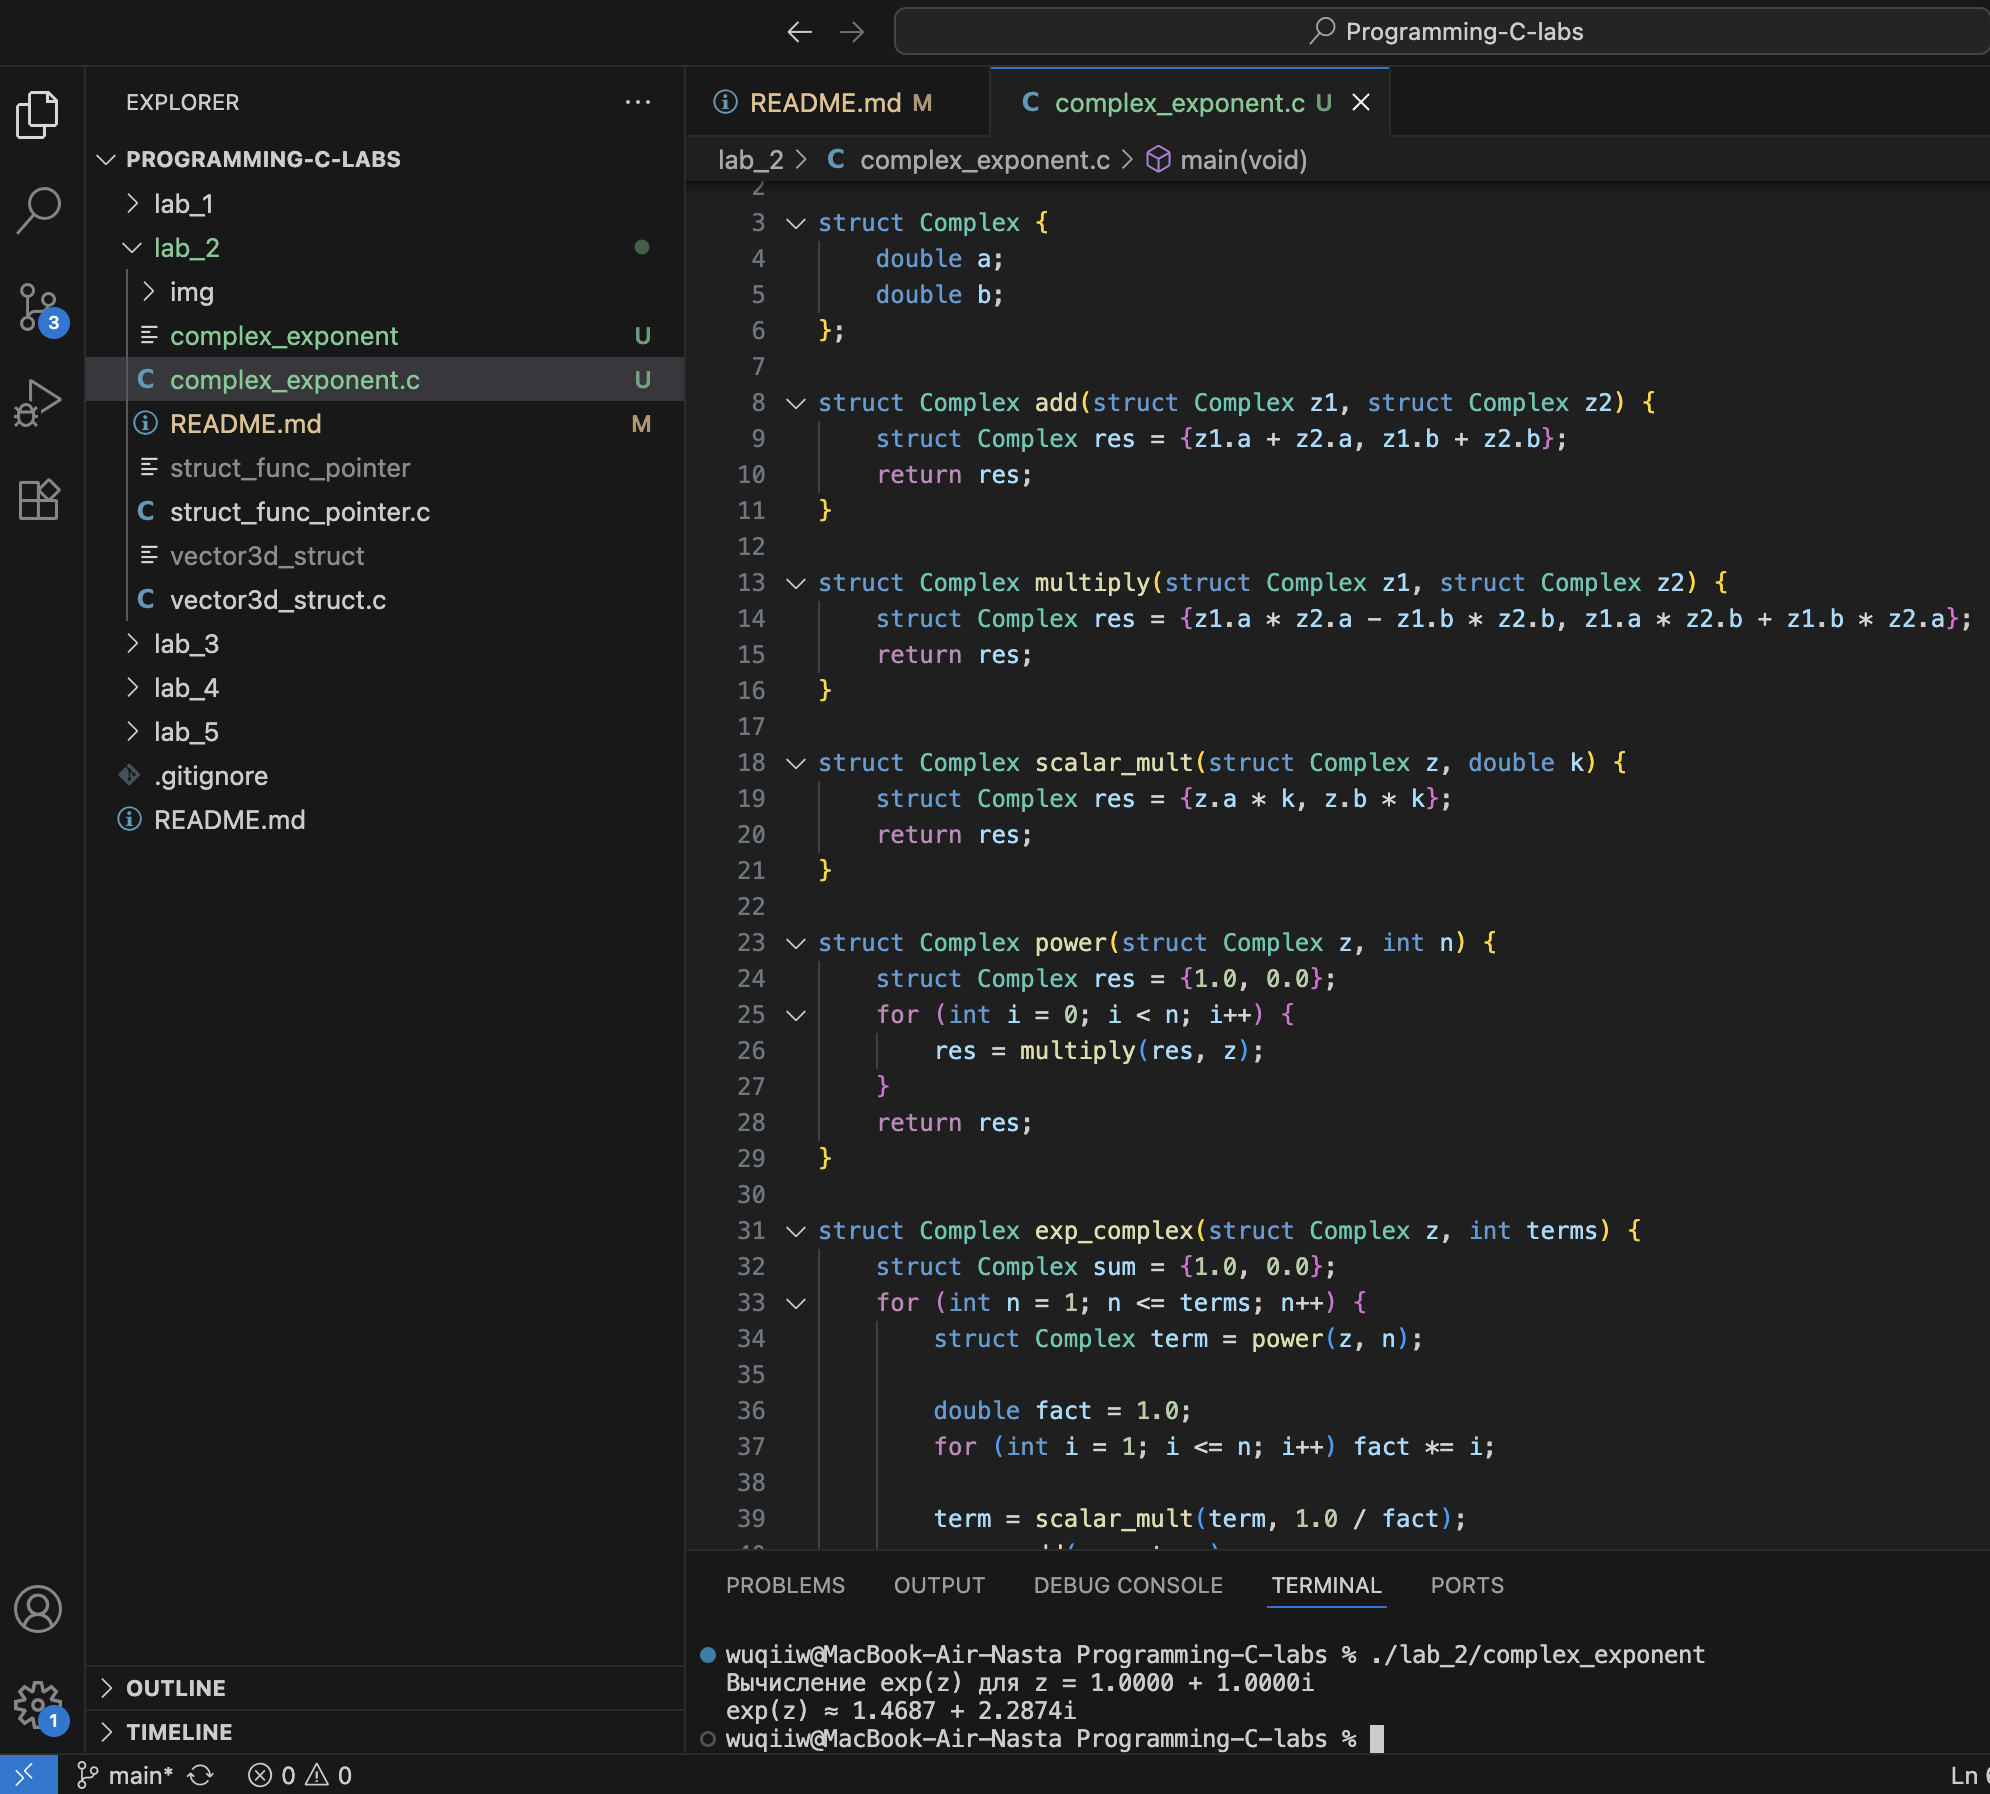 Programming-C-labs
EXPLORER
PROGRAMMING-C-LABS
lab_1
lab_2
img
complex_exponent U
complex_exponent.c U
README.md M
struct_func_pointer
struct_func_pointer.c
vector3d_struct
vector3d_struct.c
lab_3
lab_4
lab_5
.gitignore
README.md
OUTLINE
TIMELINE
3
1
README.md M
complex_exponent.c U
lab_2 > C complex_exponent.c > main(void)
2
3 struct Complex {
4     double a;
5     double b;
6 };
7
8 struct Complex add(struct Complex z1, struct Complex z2) {
9     struct Complex res = {z1.a + z2.a, z1.b + z2.b};
10     return res;
11 }
12
13 struct Complex multiply(struct Complex z1, struct Complex z2) {
14     struct Complex res = {z1.a * z2.a - z1.b * z2.b, z1.a * z2.b + z1.b * z2.a};
15     return res;
16 }
17
18 struct Complex scalar_mult(struct Complex z, double k) {
19     struct Complex res = {z.a * k, z.b * k};
20     return res;
21 }
22
23 struct Complex power(struct Complex z, int n) {
24     struct Complex res = {1.0, 0.0};
25     for (int i = 0; i < n; i++) {
26         res = multiply(res, z);
27     }
28     return res;
29 }
30
31 struct Complex exp_complex(struct Complex z, int terms) {
32     struct Complex sum = {1.0, 0.0};
33     for (int n = 1; n <= terms; n++) {
34         struct Complex term = power(z, n);
35
36         double fact = 1.0;
37         for (int i = 1; i <= n; i++) fact *= i;
38
39         term = scalar_mult(term, 1.0 / fact);
PROBLEMS OUTPUT DEBUG CONSOLE TERMINAL PORTS
wuqiiw@MacBook-Air-Nasta Programming-C-labs % ./lab_2/complex_exponent
Вычисление exp(z) для z = 1.0000 + 1.0000i
exp(z) ≈ 1.4687 + 2.2874i
wuqiiw@MacBook-Air-Nasta Programming-C-labs %
main* 0 0
Ln